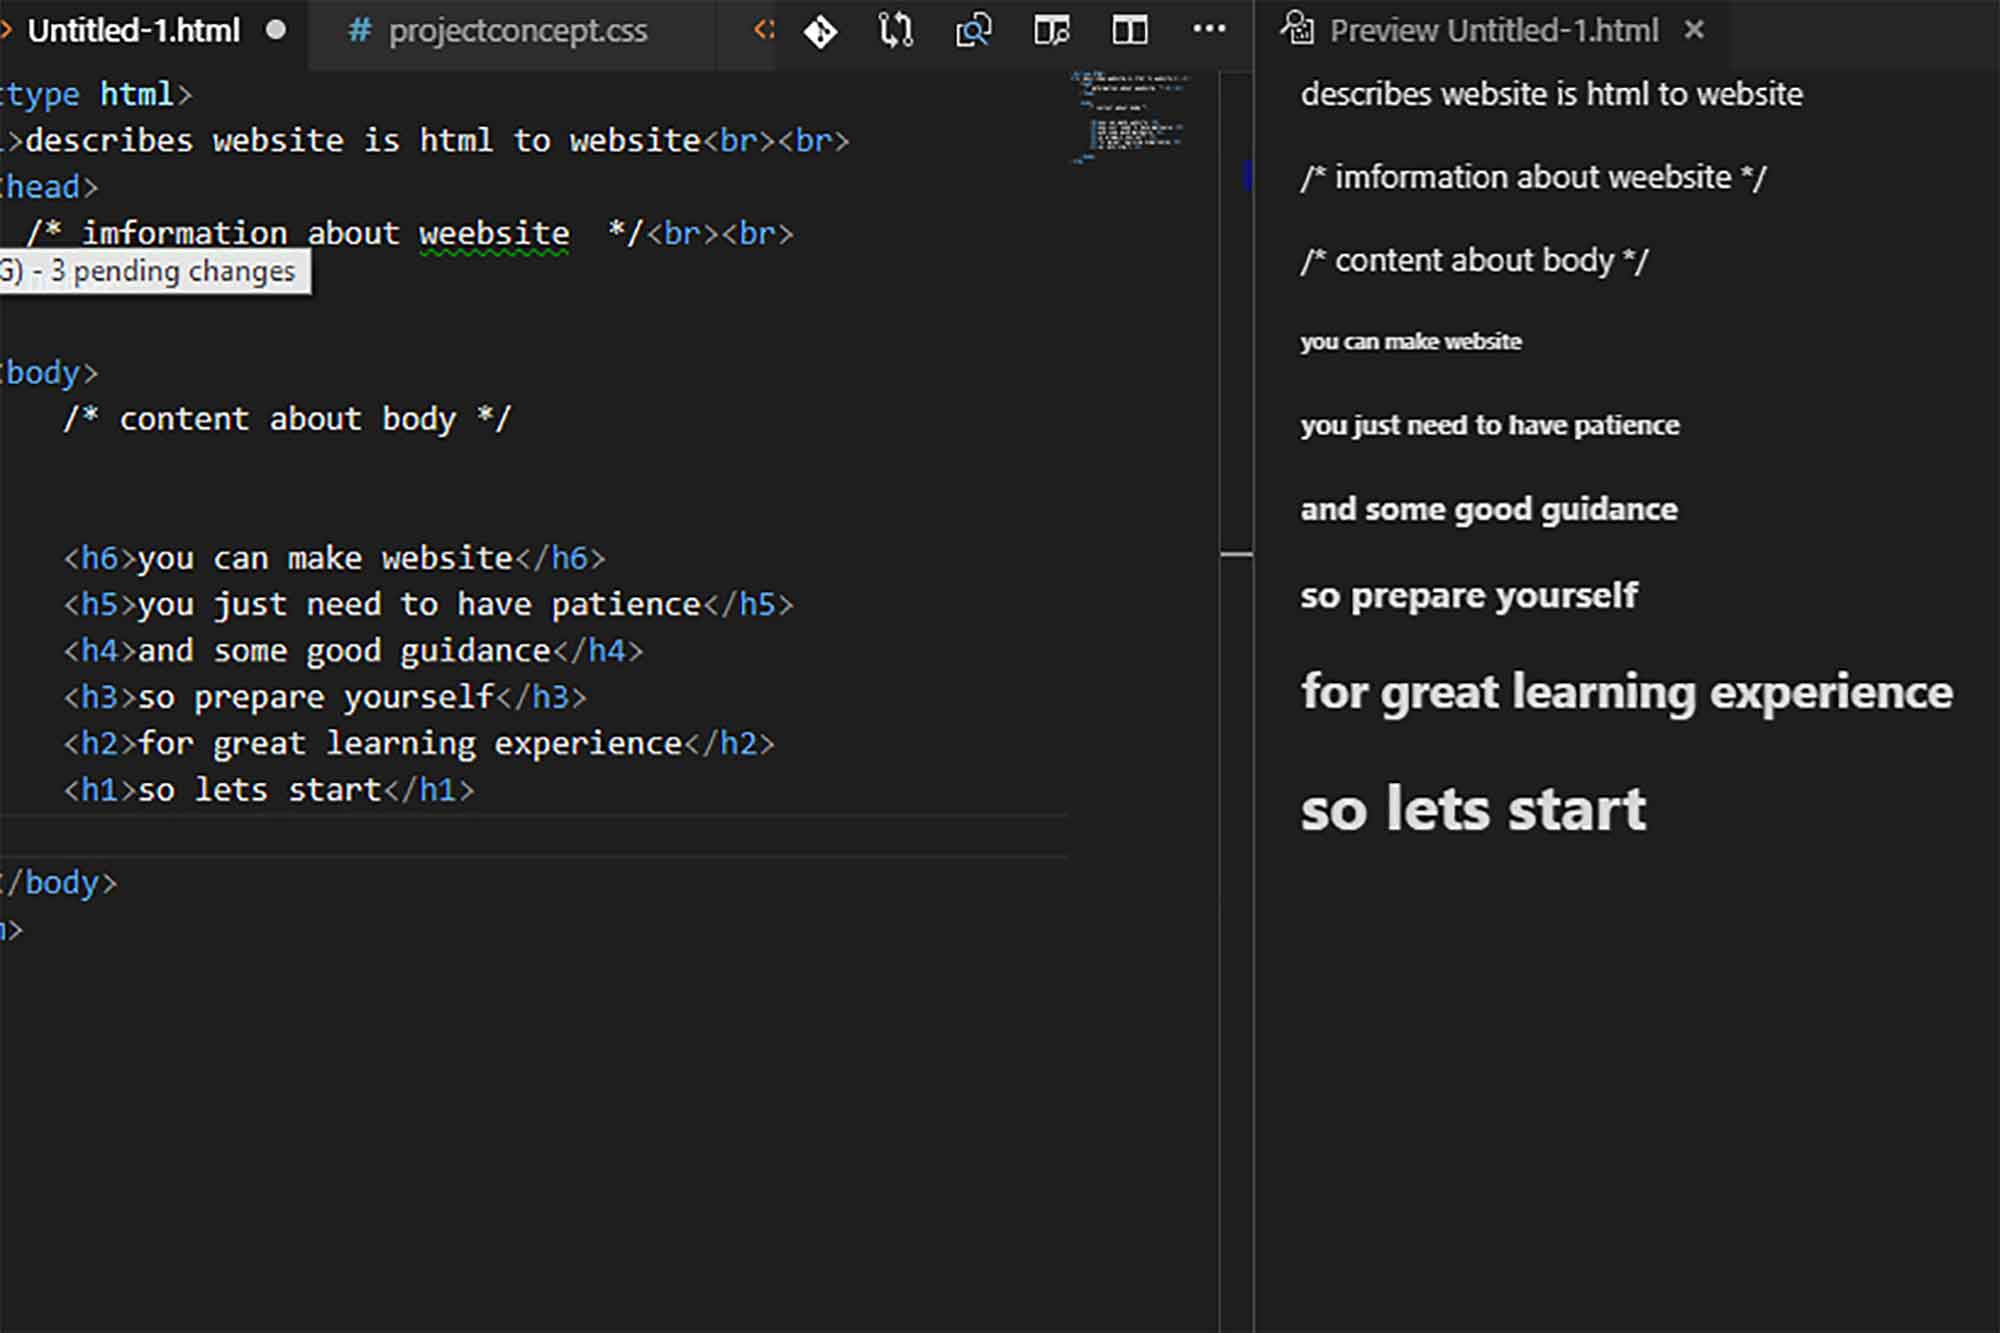 Untitled-1.html
# projectconcept.css
ctype html>
l>describes website is html to website<br><br>
<head>
/* imformation about weebsite */<br><br>
G) - 3 pending changes
<body>
/* content about body */
<h6>you can make website</h6>
<h5>you just need to have patience</h5>
<h4>and some good guidance</h4>
<h3>so prepare yourself</h3>
<h2>for great learning experience</h2>
<h1>so lets start</h1>
</body>
>
Preview Untitled-1.html
describes website is html to website
/* imformation about weebsite */
/* content about body */
you can make website
you just need to have patience
and some good guidance
so prepare yourself
for great learning experience
so lets start